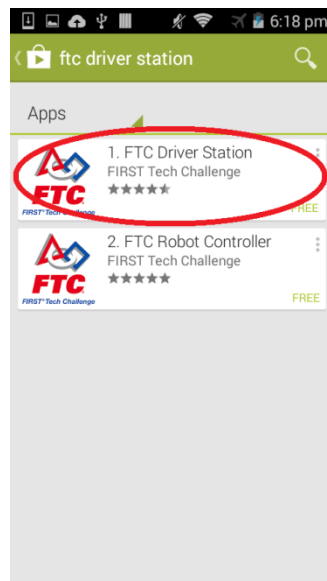 6:18 pm
ftc driver station
Apps
1. FTC Driver Station
FIRST Tech Challenge
FREE
FTC
FIRST® Tech Challenge
2. FTC Robot Controller
FIRST Tech Challenge
FREE
FTC
FIRST® Tech Challenge